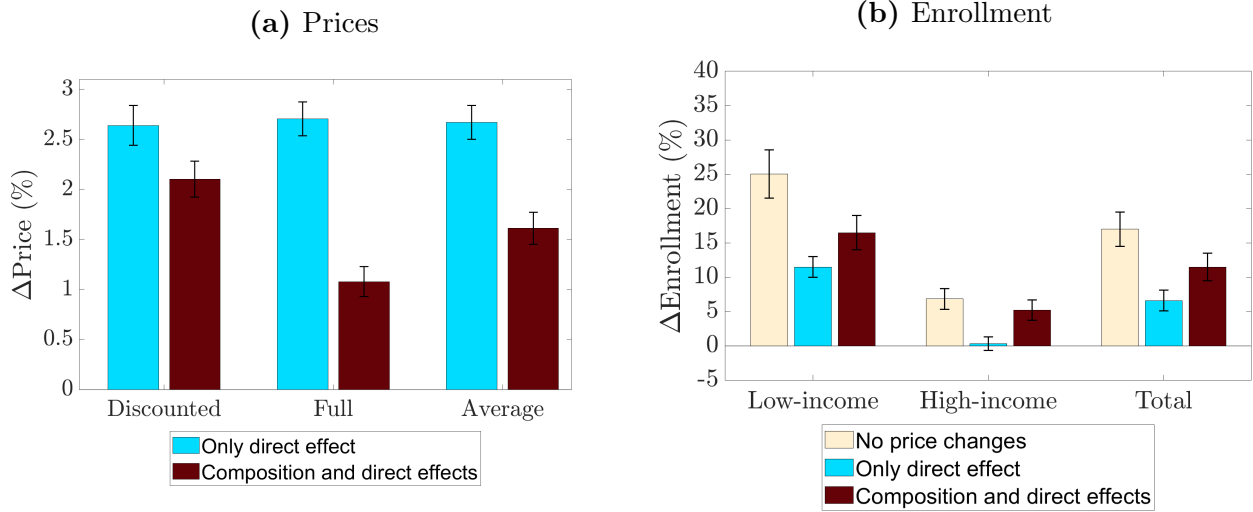 (a) Prices
ΔPrice (%)
3
2.5
2
1.5
1
0.5
0
Discounted Full Average
Only direct effect
Composition and direct effects
(b) Enrollment
ΔEnrollment (%)
40
35
30
25
20
15
10
5
0
-5
Low-income High-income Total
No price changes
Only direct effect
Composition and direct effects